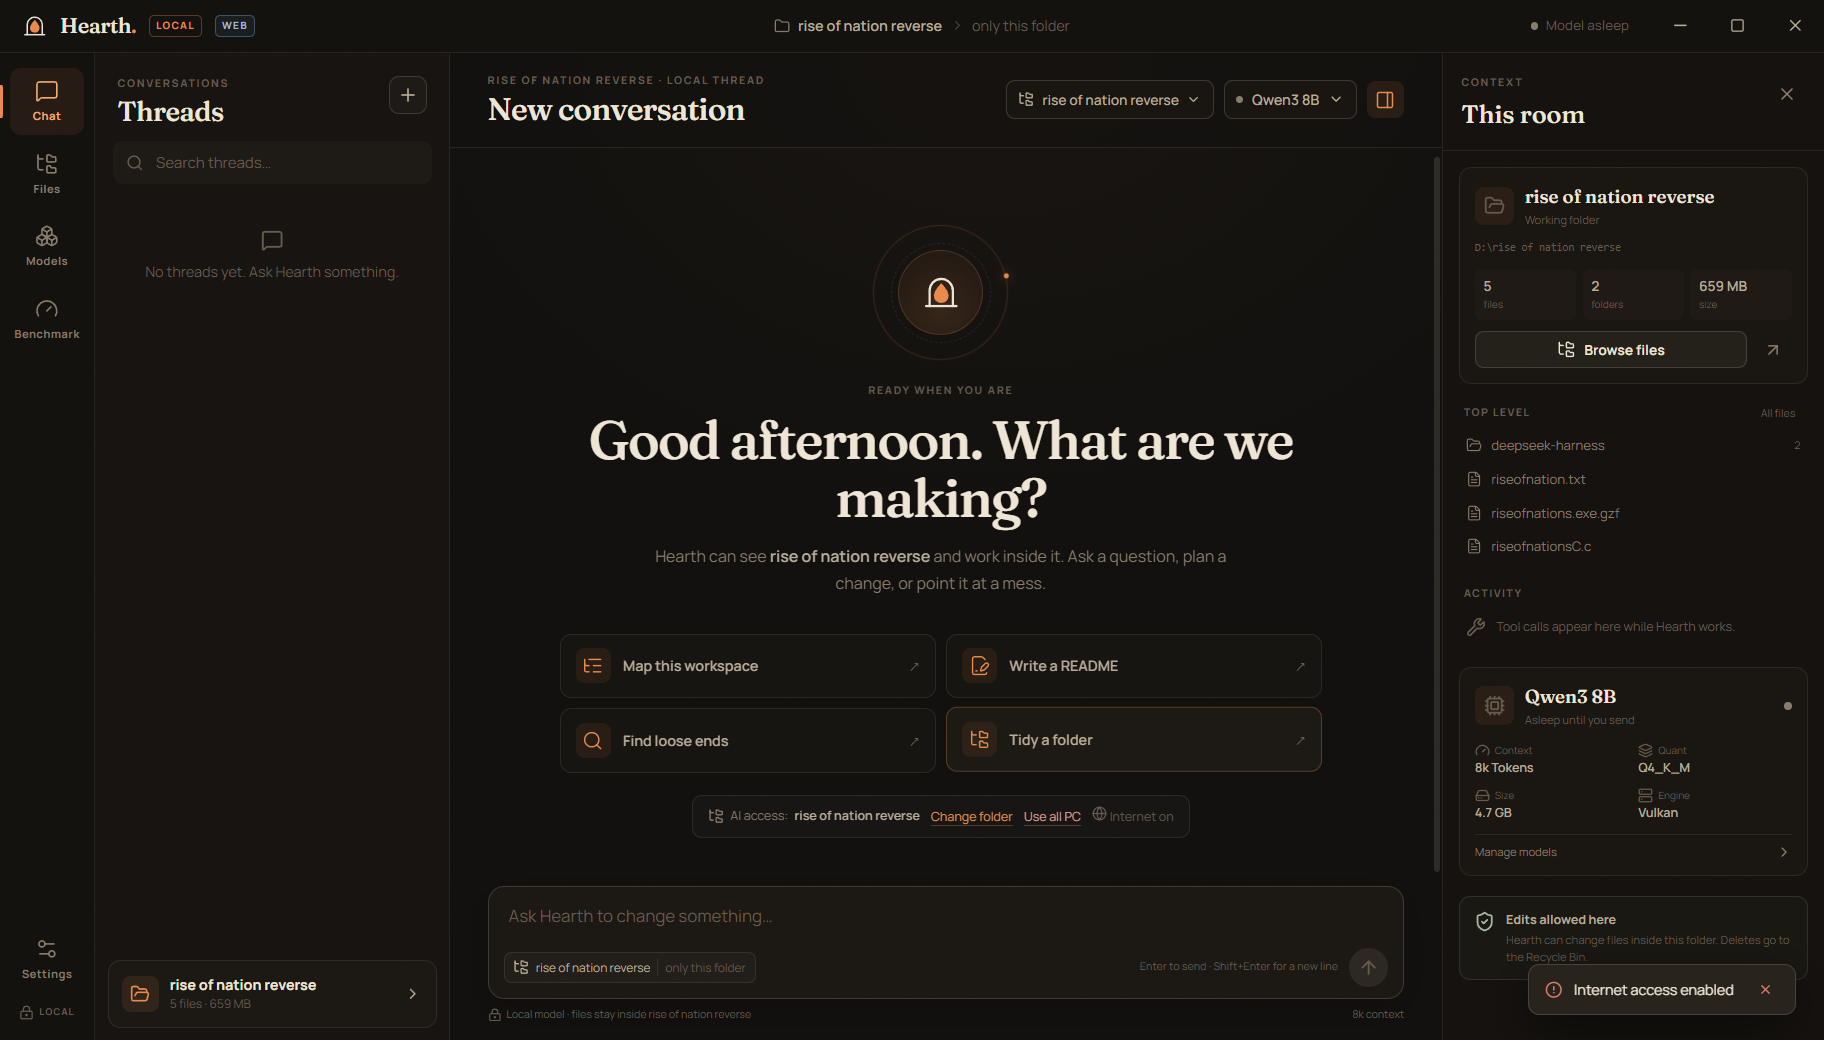 Hearth.
LOCAL
WEB
rise of nation reverse
only this folder
Model asleep
Chat
Files
Models
Benchmark
Settings
LOCAL
CONVERSATIONS
Threads
Search threads...
No threads yet. Ask Hearth something.
rise of nation reverse
5 files · 659 MB
RISE OF NATION REVERSE · LOCAL THREAD
New conversation
rise of nation reverse
Qwen3 8B
READY WHEN YOU ARE
Good afternoon. What are we
making?
Hearth can see rise of nation reverse and work inside it. Ask a question, plan a
change, or point it at a mess.
Map this workspace
Write a README
Find loose ends
Tidy a folder
AI access: rise of nation reverse Change folder Use all PC Internet on
Ask Hearth to change something...
rise of nation reverse only this folder
Enter to send · Shift+Enter for a new line
Local model · files stay inside rise of nation reverse
8k context
CONTEXT
This room
rise of nation reverse
Working folder
D:\rise of nation reverse
5
files
2
folders
659 MB
size
Browse files
TOP LEVEL
All files
deepseek-harness
2
riseofnation.txt
riseofnations.exe.gzf
riseofnationsC.c
ACTIVITY
Tool calls appear here while Hearth works.
Qwen3 8B
Asleep until you send
Context
8k Tokens
Quant
Q4_K_M
Size
4.7 GB
Engine
Vulkan
Manage models
Edits allowed here
Hearth can change files inside this folder. Deletes go to
the Recycle Bin.
Internet access enabled